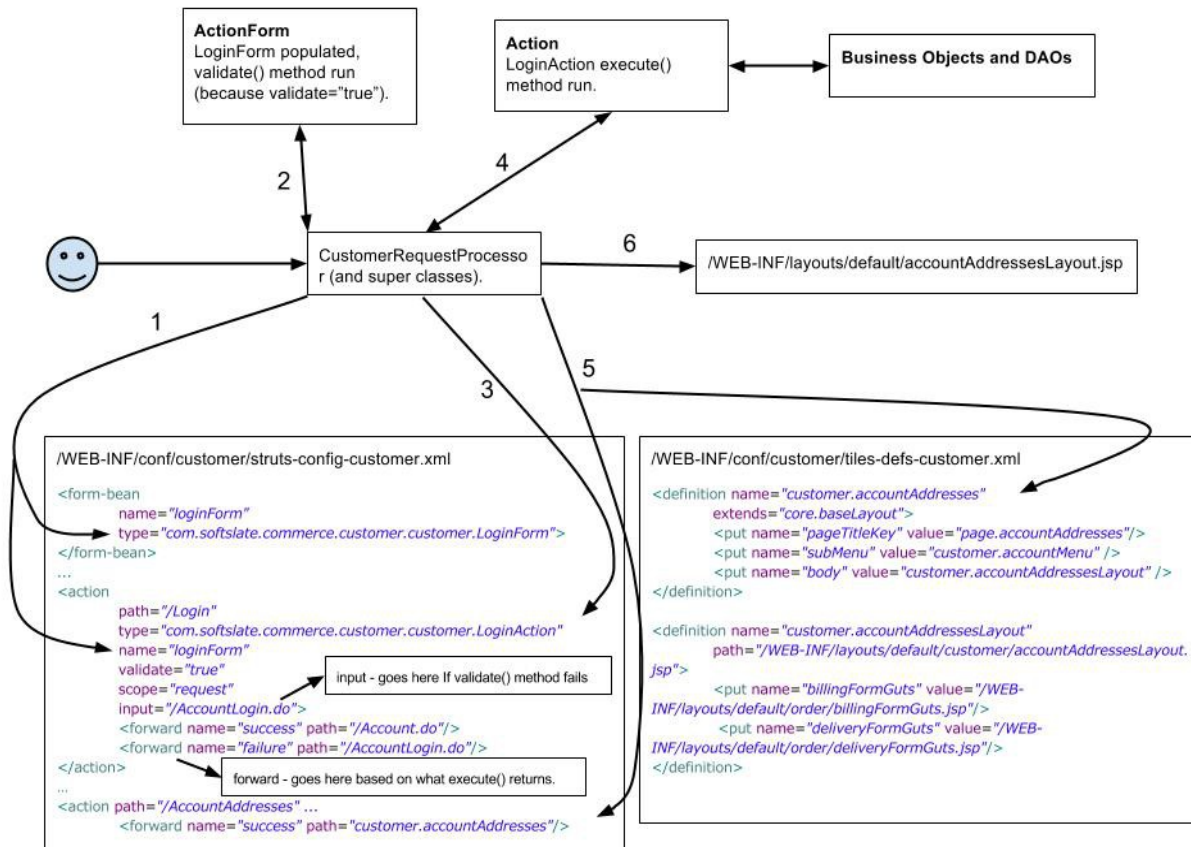 ActionForm
LoginForm populated,
validate() method run
(because validate=”true”).
Action
LoginAction execute()
method run.
Business Objects and DAOs
2
4
CustomerRequestProcesso
r (and super classes).
6
/WEB-INF/layouts/default/accountAddressesLayout.jsp
1
3
5
/WEB-INF/conf/customer/struts-config-customer.xml
<form-bean
name="loginForm"
type="com.softslate.commerce.customer.customer.LoginForm">
</form-bean>
...
<action
path="/Login"
type="com.softslate.commerce.customer.customer.LoginAction"
name="loginForm"
validate="true"
scope="request"
input="/AccountLogin.do">
<forward name="success" path="/Account.do"/>
<forward name="failure" path="/AccountLogin.do"/>
</action>
...
<action path="/AccountAddresses" ...
<forward name="success" path="customer.accountAddresses"/>
input - goes here If validate() method fails
forward - goes here based on what execute() returns.
/WEB-INF/conf/customer/tiles-defs-customer.xml
<definition name="customer.accountAddresses"
extends="core.baseLayout">
<put name="pageTitleKey" value="page.accountAddresses"/>
<put name="subMenu" value="customer.accountMenu" />
<put name="body" value="customer.accountAddressesLayout" />
</definition>
<definition name="customer.accountAddressesLayout"
path="/WEB-INF/layouts/default/customer/accountAddressesLayout.
jsp">
<put name="billingFormGuts" value="/WEB-
INF/layouts/default/order/billingFormGuts.jsp"/>
<put name="deliveryFormGuts" value="/WEB-
INF/layouts/default/order/deliveryFormGuts.jsp"/>
</definition>